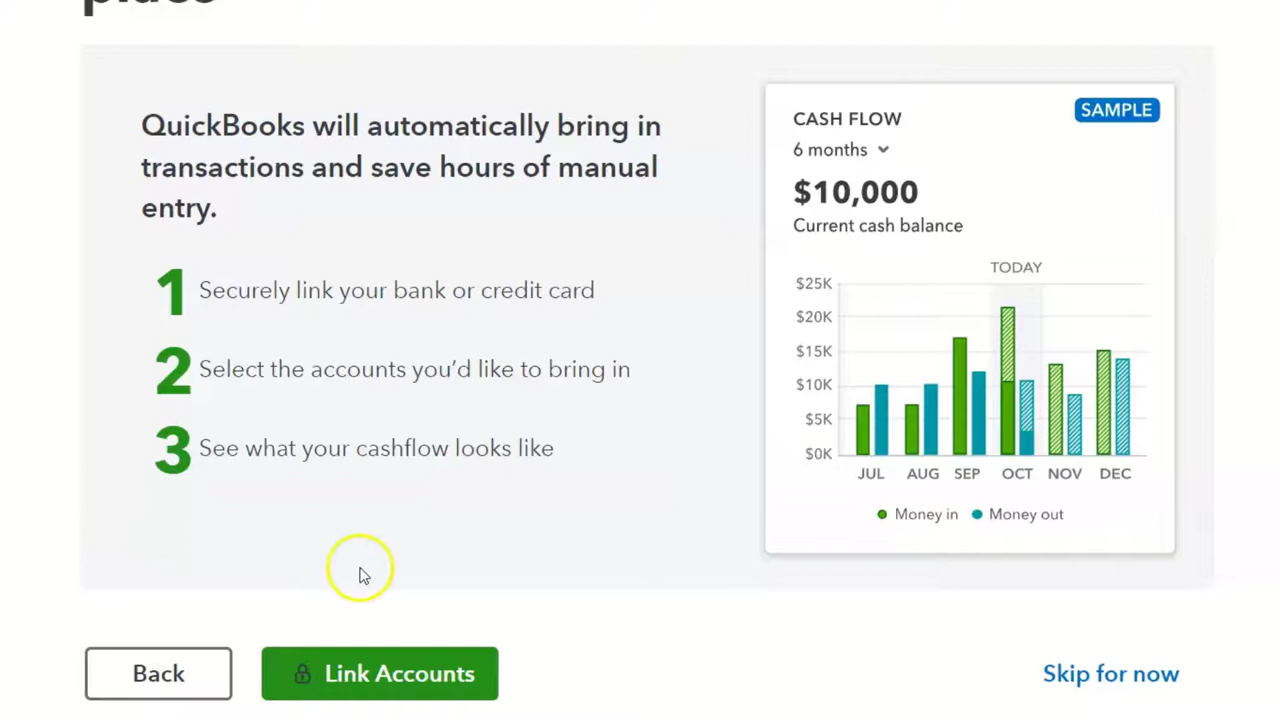 QuickBooks will automatically bring in
transactions and save hours of manual
entry.
1 Securely link your bank or credit card
2 Select the accounts you’d like to bring in
3 See what your cashflow looks like
CASH FLOW
SAMPLE
6 months
$10,000
Current cash balance
TODAY
$25K
$20K
$15K
$10K
$5K
$0K
JUL AUG SEP OCT NOV DEC
Money in Money out
Back
Link Accounts
Skip for now